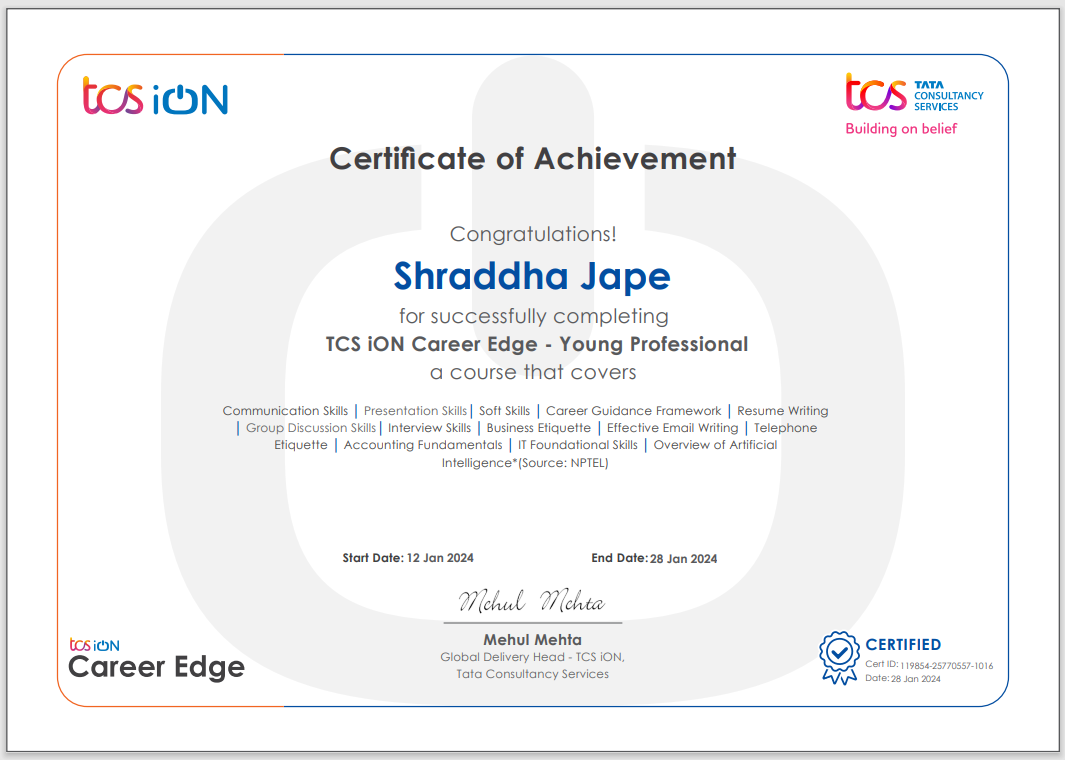 tcs iON
tcs TATA
CONSULTANCY
SERVICES
Building on belief
Certificate of Achievement
Congratulations!
Shraddha Jape
for successfully completing
TCS iON Career Edge - Young Professional
a course that covers
Communication Skills | Presentation Skills | Soft Skills | Career Guidance Framework | Resume Writing
| Group Discussion Skills | Interview Skills | Business Etiquette | Effective Email Writing | Telephone
Etiquette | Accounting Fundamentals | IT Foundational Skills | Overview of Artificial
Intelligence*(Source: NPTEL)
Start Date: 12 Jan 2024 End Date: 28 Jan 2024
Mehul Mehta
Mehul Mehta
Global Delivery Head - TCS iON,
Tata Consultancy Services
tcs iON
Career Edge
CERTIFIED
Cert ID: 119854-25770557-1016
Date: 28 Jan 2024